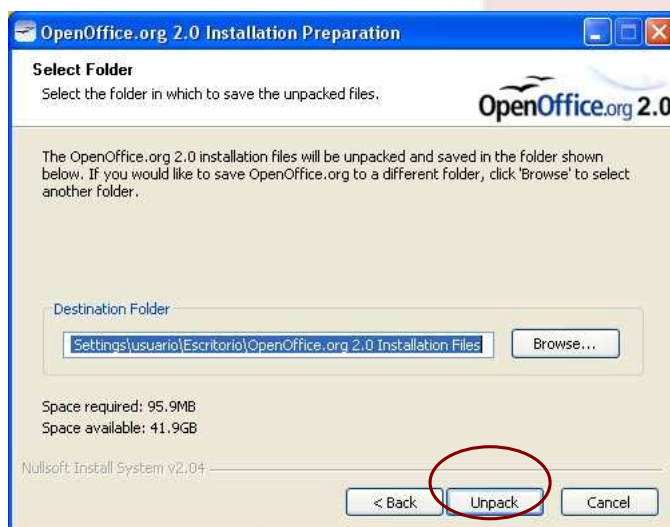 OpenOffice.org 2.0 Installation Preparation
Select Folder
Select the folder in which to save the unpacked files.
OpenOffice.org 2.0
The OpenOffice.org 2.0 installation files will be unpacked and saved in the folder shown
below. If you would like to save OpenOffice.org to a different folder, click 'Browse' to select
another folder.
Destination Folder
Settings\usuario\Escritorio\OpenOffice.org 2.0 Installation Files
Browse...
Space required: 95.9MB
Space available: 41.9GB
Nullsoft Install System v2.04
< Back
Unpack
Cancel